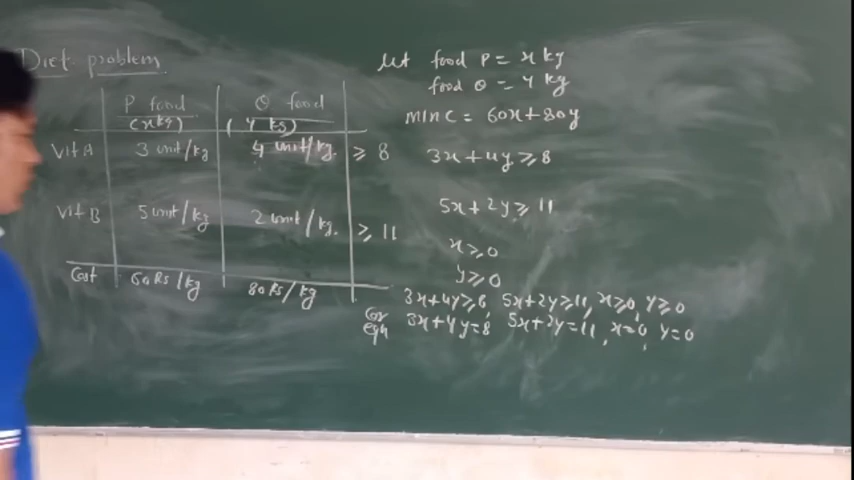 Diet problem
P food Q food
(x kg) (y kg)
Vit A 3 unit/kg 4 unit/kg. ≥ 8
Vit B 5 unit/kg 2 unit/kg. ≥ 11
Cost 60 Rs/kg 80 Rs/kg
let food P = x kg
food Q = y kg
Min C = 60x + 80y
3x + 4y ≥ 8
5x + 2y ≥ 11
x ≥ 0
y ≥ 0
3x + 4y ≥ 8, 5x + 2y ≥ 11, x ≥ 0, y ≥ 0
Cor eqn 3x + 4y = 8 5x + 2y = 11, x = 0, y = 0